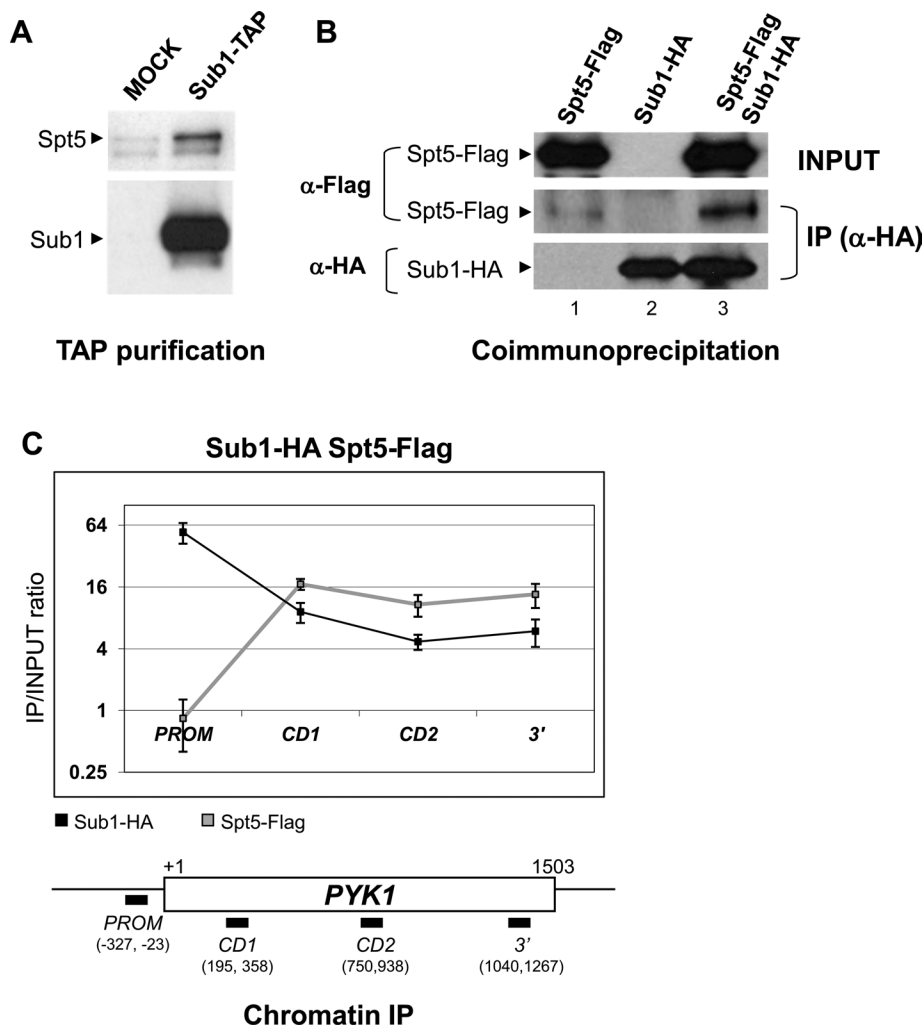 A
MOCK
Sub1-TAP
Spt5
Sub1
TAP purification
B
Spt5-Flag
Sub1-HA
Spt5-Flag
Sub1-HA
α-Flag
Spt5-Flag
INPUT
Spt5-Flag
IP (α-HA)
α-HA
Sub1-HA
1 2 3
Coimmunoprecipitation
C
Sub1-HA Spt5-Flag
IP/INPUT ratio
64
16
4
1
0.25
PROM CD1 CD2 3'
Sub1-HA Spt5-Flag
+1 1503
PYK1
PROM
(-327, -23)
CD1
(195, 358)
CD2
(750,938)
3’
(1040,1267)
Chromatin IP